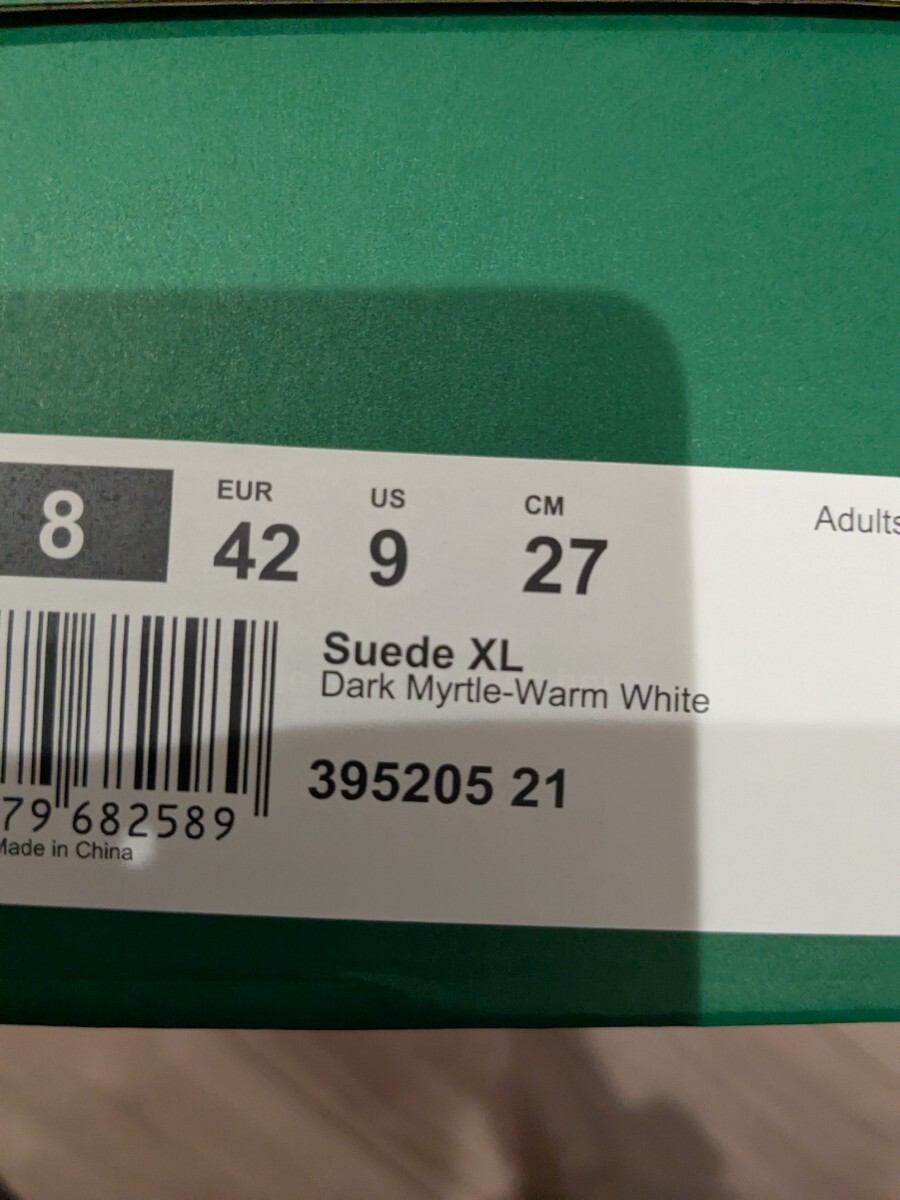 8 EUR 42 US 9 CM 27
Adults
Suede XL
Dark Myrtle-Warm White
395205 21
79 682589
Made in China